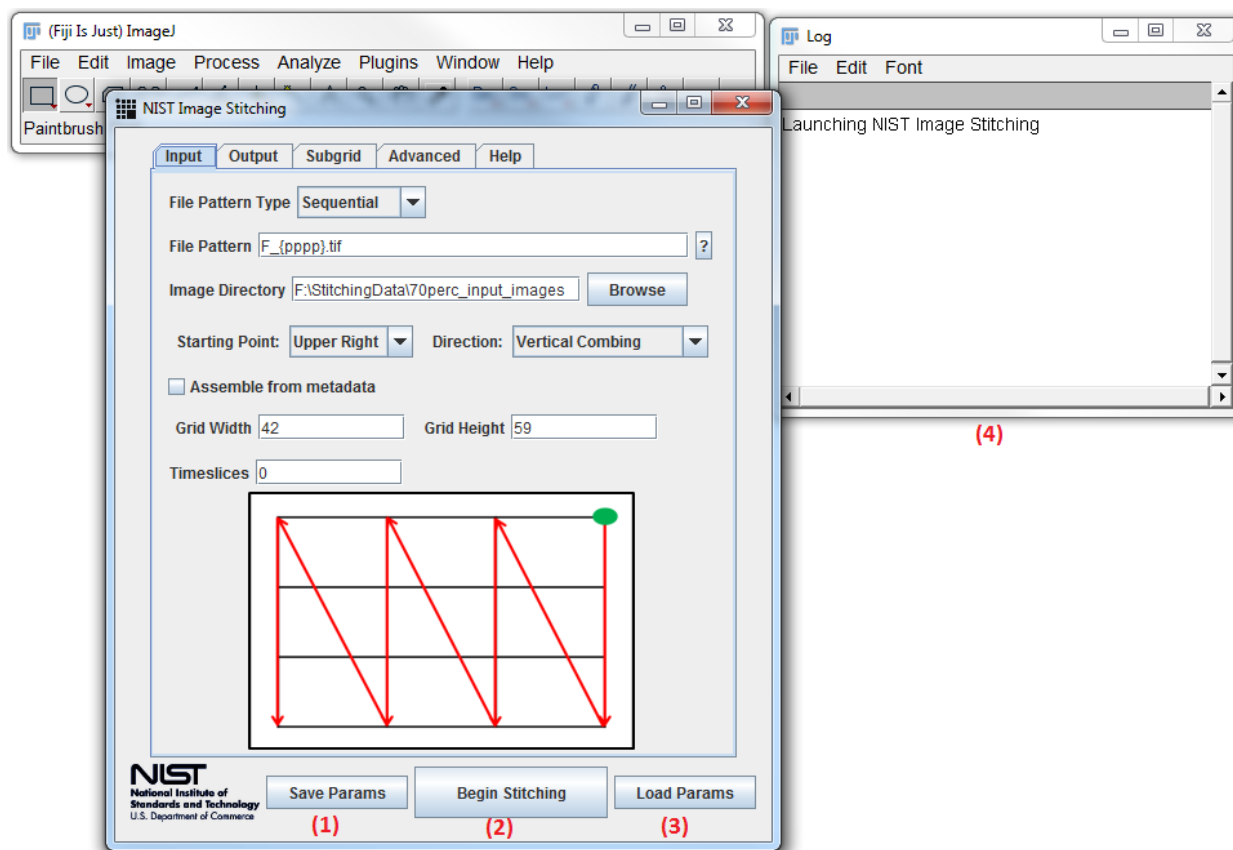 (Fiji Is Just) ImageJ
File Edit Image Process Analyze Plugins Window Help
Paintbrush
Log
File Edit Font
Launching NIST Image Stitching
(4)
NIST Image Stitching
Input Output Subgrid Advanced Help
File Pattern Type Sequential
File Pattern F_{pppp}.tif ?
Image Directory F:\StitchingData\70perc_input_images Browse
Starting Point: Upper Right Direction: Vertical Combing
Assemble from metadata
Grid Width 42 Grid Height 59
Timeslices 0
NIST
National Institute of
Standards and Technology
U.S. Department of Commerce
Save Params Begin Stitching Load Params
(1) (2) (3)